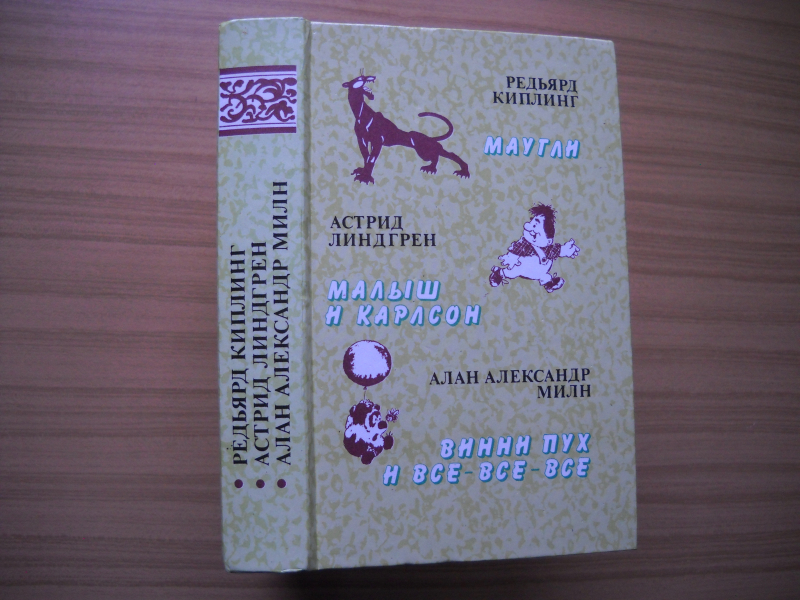 РЕДЬЯРД КИПЛИНГ
АСТРИД ЛИНДГРЕН
АЛАН АЛЕКСАНДР МИЛН
РЕДЬЯРД
КИПЛИНГ
МАУГЛИ
АСТРИД
ЛИНДГРЕН
МАЛЫШ
И КАРЛСОН
АЛАН АЛЕКСАНДР
МИЛН
ВИННИ ПУХ
И ВСЕ-ВСЕ-ВСЕ